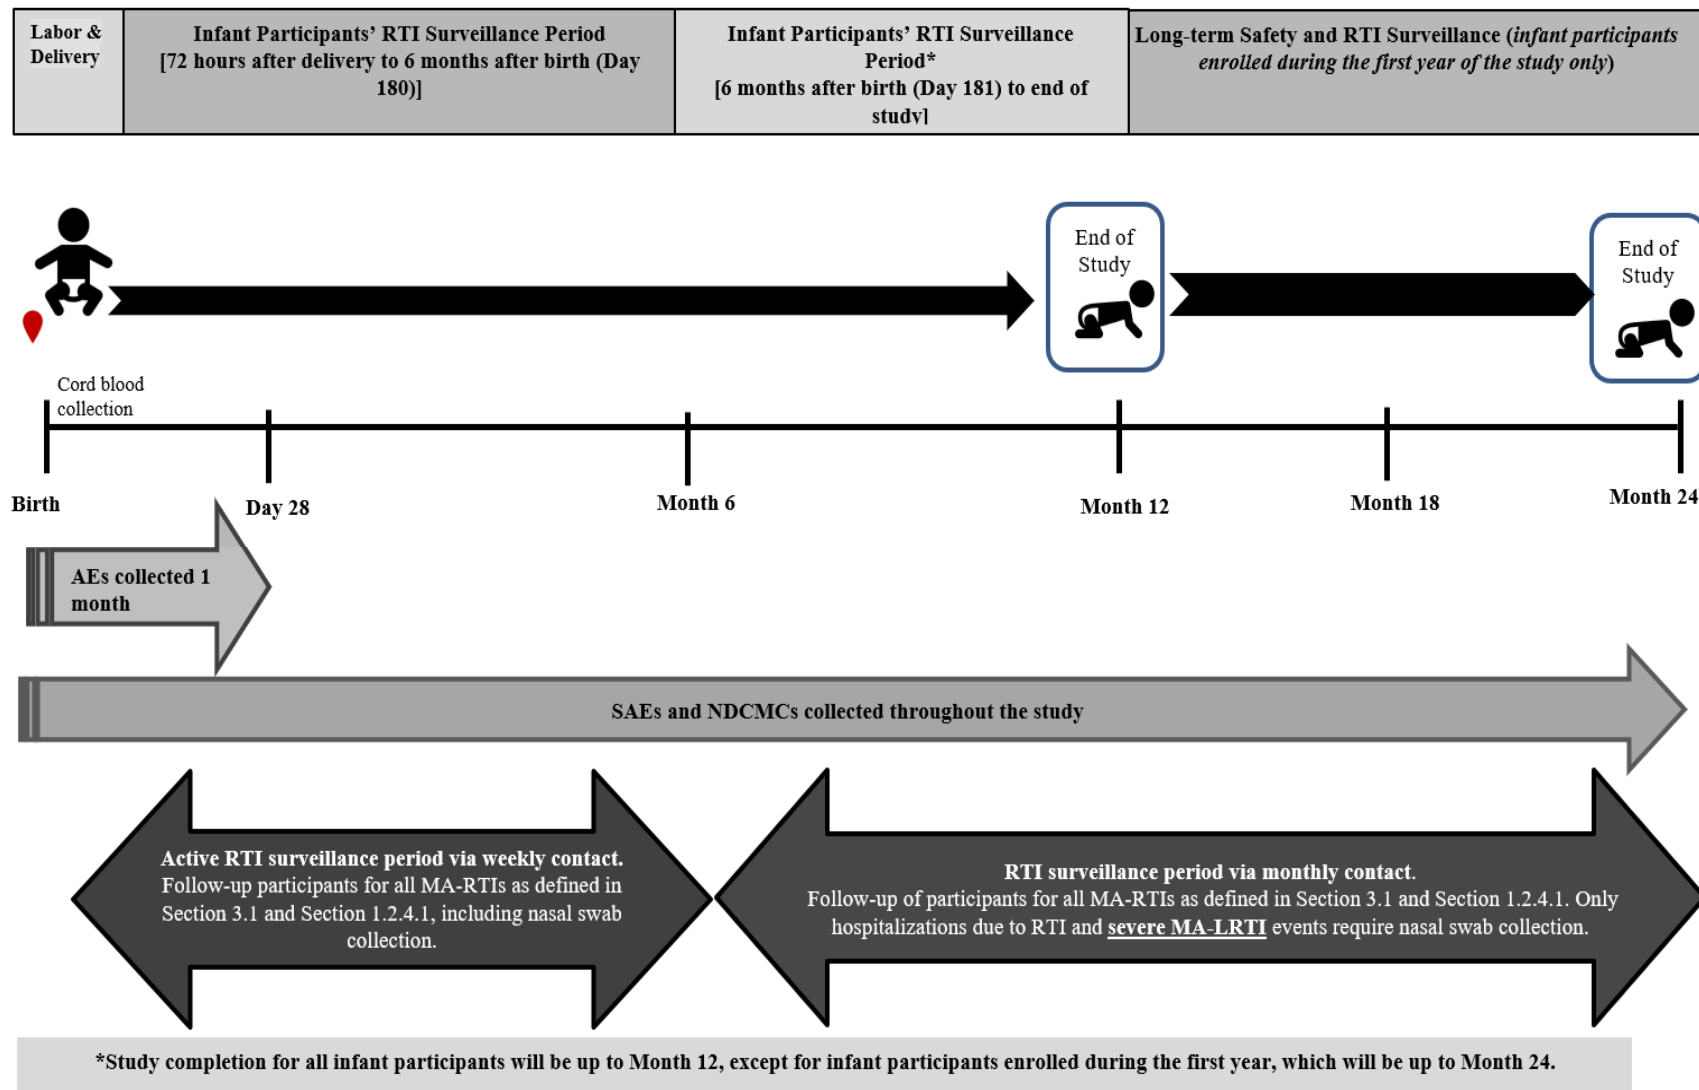 Labor &
Delivery
Infant Participants' RTI Surveillance Period
[72 hours after delivery to 6 months after birth (Day
180)]
Infant Participants' RTI Surveillance
Period*
[6 months after birth (Day 181) to end of
study]
Long-term Safety and RTI Surveillance (infant participants
enrolled during the first year of the study only)
End of
Study
End of
Study
Cord blood
collection
Birth
Day 28
Month 6
Month 12
Month 18
Month 24
AEs collected 1
month
SAEs and NDCMCs collected throughout the study
Active RTI surveillance period via weekly contact.
Follow-up participants for all MA-RTIs as defined in
Section 3.1 and Section 1.2.4.1, including nasal swab
collection.
RTI surveillance period via monthly contact.
Follow-up of participants for all MA-RTIs as defined in Section 3.1 and Section 1.2.4.1. Only
hospitalizations due to RTI and severe MA-LRTI events require nasal swab collection.
*Study completion for all infant participants will be up to Month 12, except for infant participants enrolled during the first year, which will be up to Month 24.